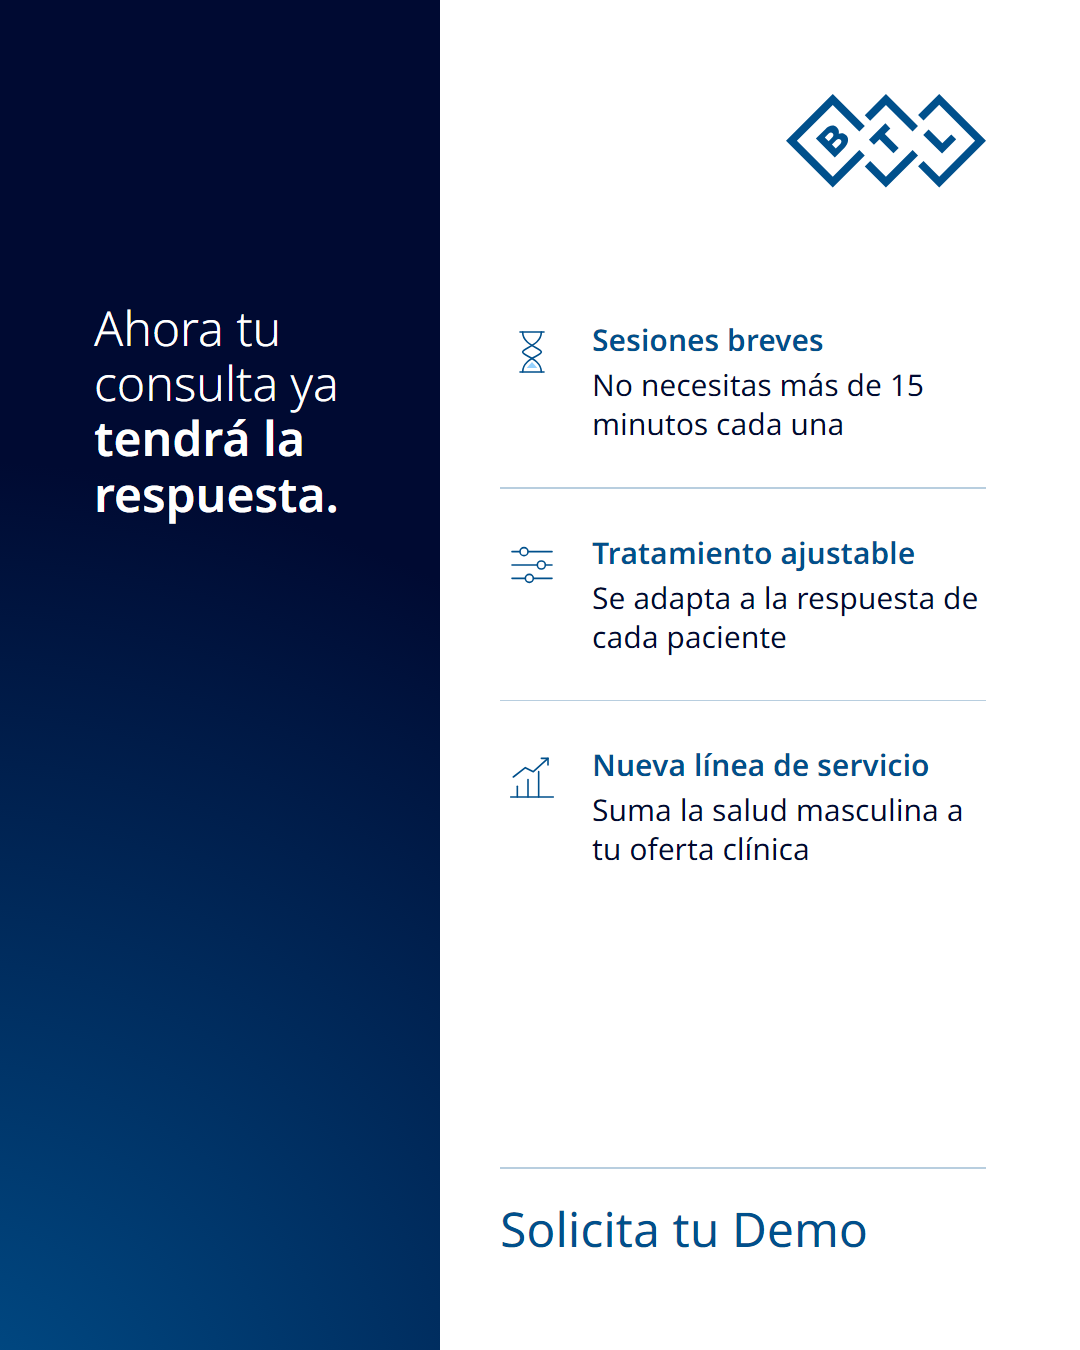 BTL
Ahora tu
consulta ya
tendrá la
respuesta.
Sesiones breves
No necesitas más de 15
minutos cada una
Tratamiento ajustable
Se adapta a la respuesta de
cada paciente
Nueva línea de servicio
Suma la salud masculina a
tu oferta clínica
Solicita tu Demo